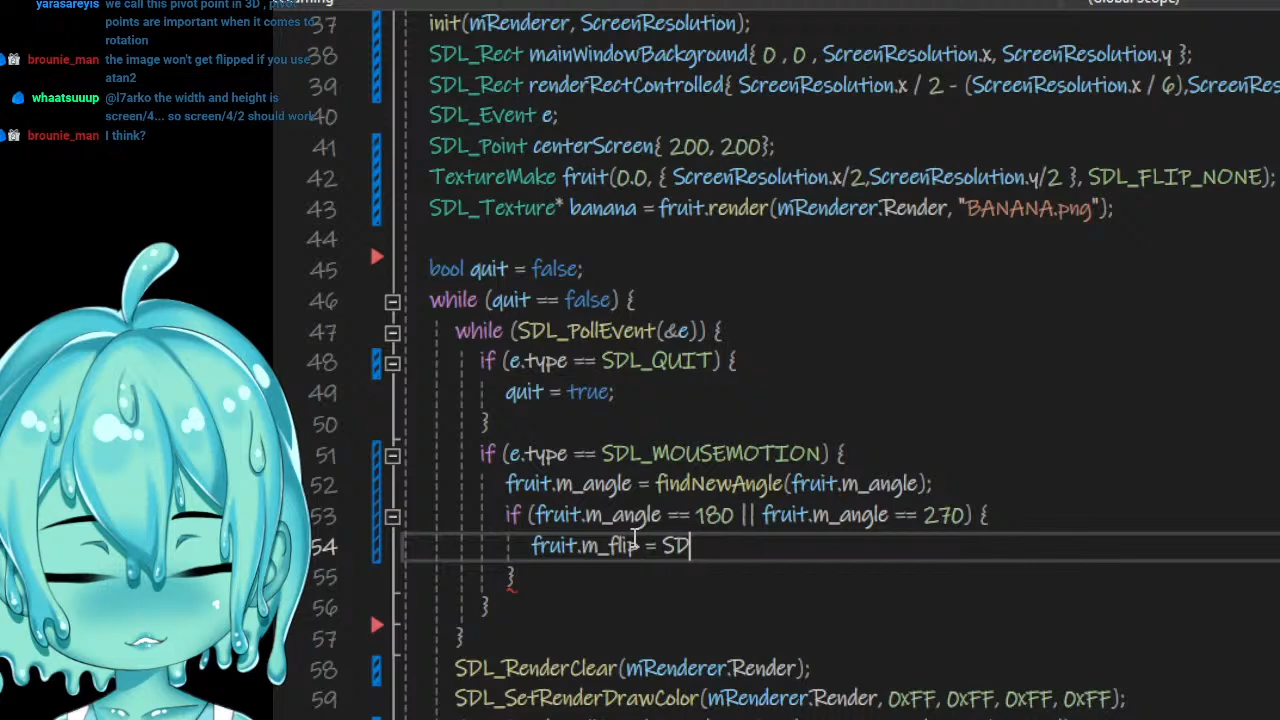 yarasareyis we call this pivot point in 3D , pivot
points are important when it comes to
rotation
brounie_man the image won't get flipped if you use
atan2
whaatsuuup @l7arko the width and height is
screen/4... so screen/4/2 should work
brounie_man I think?
37 init(mRenderer, ScreenResolution);
38 SDL_Rect mainWindowBackground{ 0 , 0 , ScreenResolution.x, ScreenResolution.y };
39 SDL_Rect renderRectControlled{ ScreenResolution.x / 2 - (ScreenResolution.x / 6),ScreenRes
40 SDL_Event e;
41 SDL_Point centerScreen{ 200, 200};
42 TextureMake fruit(0.0, { ScreenResolution.x/2,ScreenResolution.y/2 }, SDL_FLIP_NONE);
43 SDL_Texture* banana = fruit.render(mRenderer.Render, "BANANA.png");
44
45 bool quit = false;
46 while (quit == false) {
47 while (SDL_PollEvent(&e)) {
48 if (e.type == SDL_QUIT) {
49 quit = true;
50 }
51 if (e.type == SDL_MOUSEMOTION) {
52 fruit.m_angle = findNewAngle(fruit.m_angle);
53 if (fruit.m_angle == 180 || fruit.m_angle == 270) {
54 fruit.m_flip = SD
55 }
56 }
57 }
58 SDL_RenderClear(mRenderer.Render);
59 SDL_SetRenderDrawColor(mRenderer.Render, 0xFF, 0xFF, 0xFF, 0xFF);